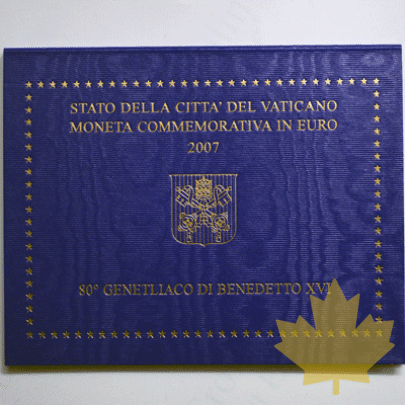 STATO DELLA CITTA' DEL VATICANO
MONETA COMMEMORATIVA IN EURO
2007
80° GENETLIACO DI BENEDETTO XVI